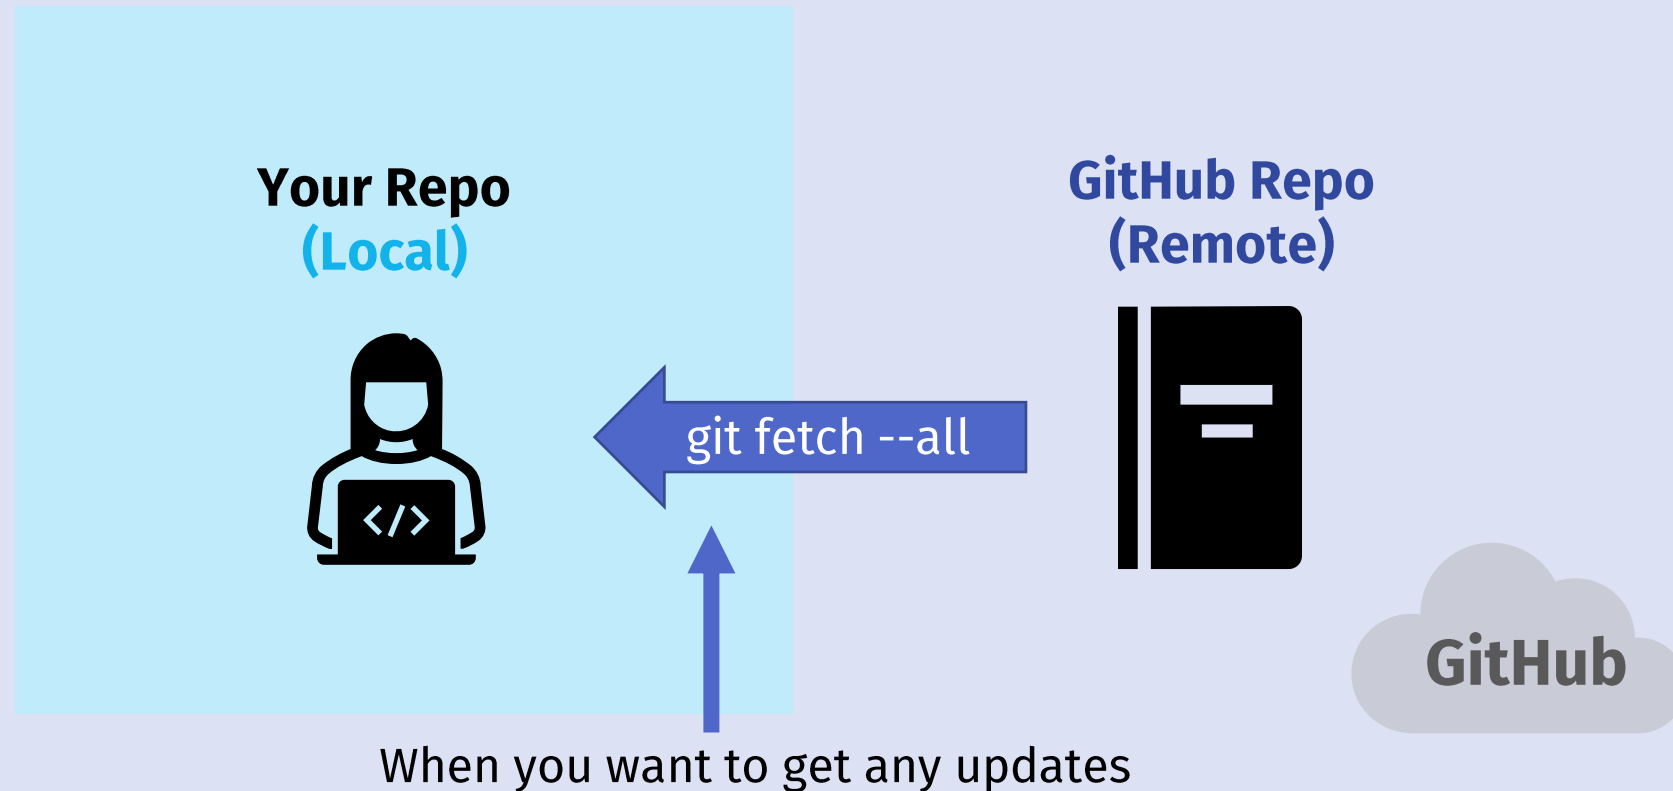 Your Repo
(Local)
GitHub Repo
(Remote)
git fetch --all
</>
GitHub
When you want to get any updates